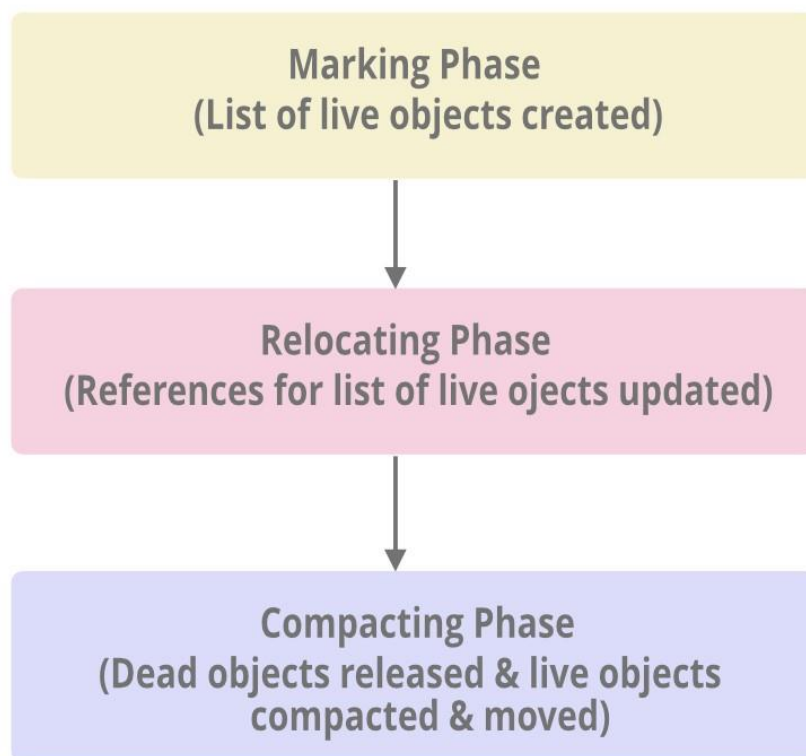 Marking Phase
(List of live objects created)
Relocating Phase
(References for list of live ojects updated)
Compacting Phase
(Dead objects released & live objects
compacted & moved)